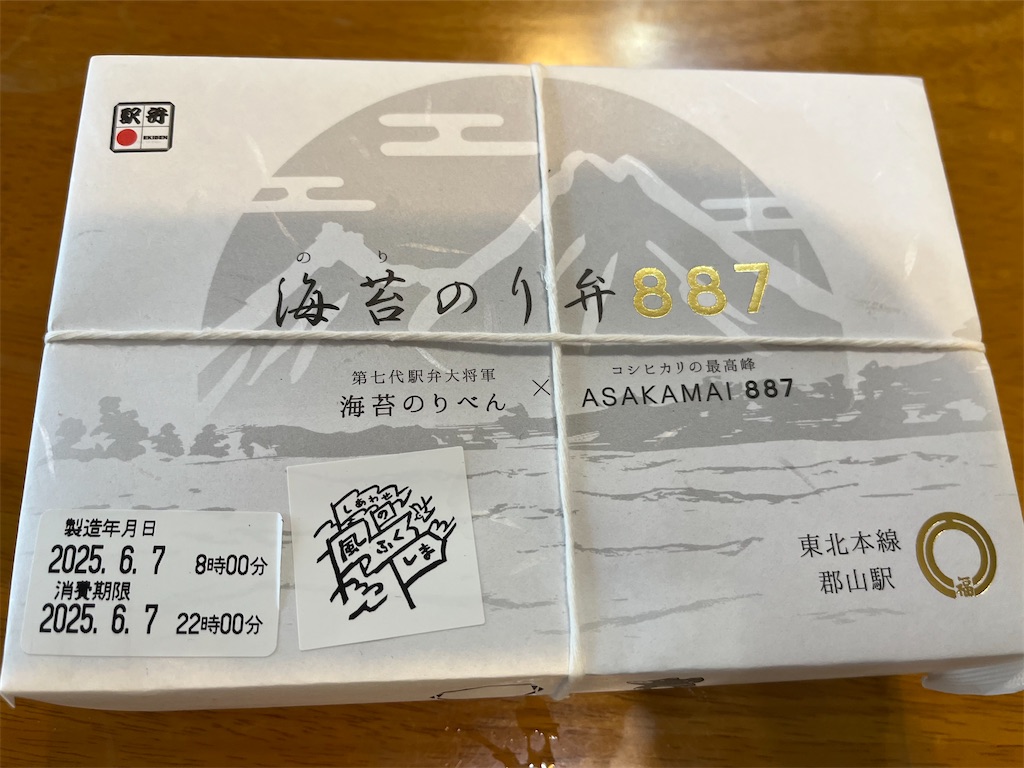 駅弁
EKIBEN
のり
海苔のり弁887
第七代駅弁大将軍
海苔のりべん
×
コシヒカリの最高峰
ASAKAMAI 887
製造年月日
2025. 6. 7 8時00分
消費期限
2025. 6. 7 22時00分
しあわせ
の
風
ふく
しま
東北本線
郡山駅
福